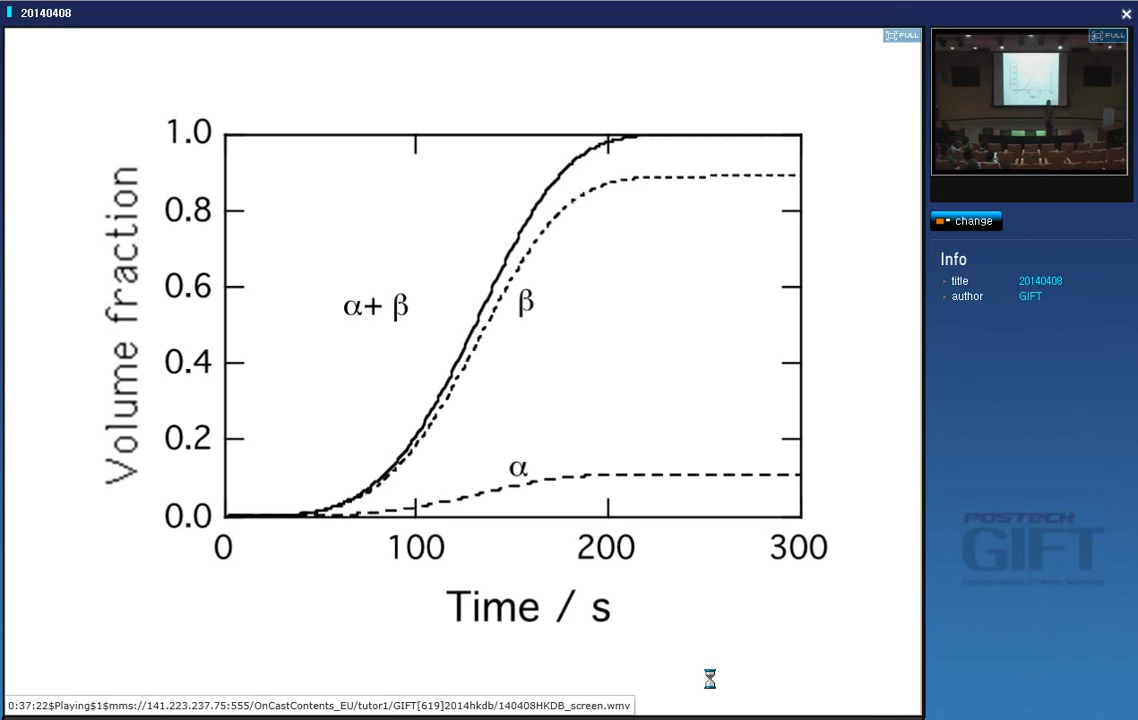 20140408
FULL
FULL
1.0
0.8
0.6
0.4
0.2
0.0
Volume fraction
α+ β
β
α
0
100
200
300
Time / s
change
Info
title 20140408
author GIFT
POSTECH
GIFT
0:37:22$Playing$1$mms://141.223.237.75:555/OnCastContents_EU/tutor1/GIFT[619]2014hkdb/140408HKDB_screen.wmv